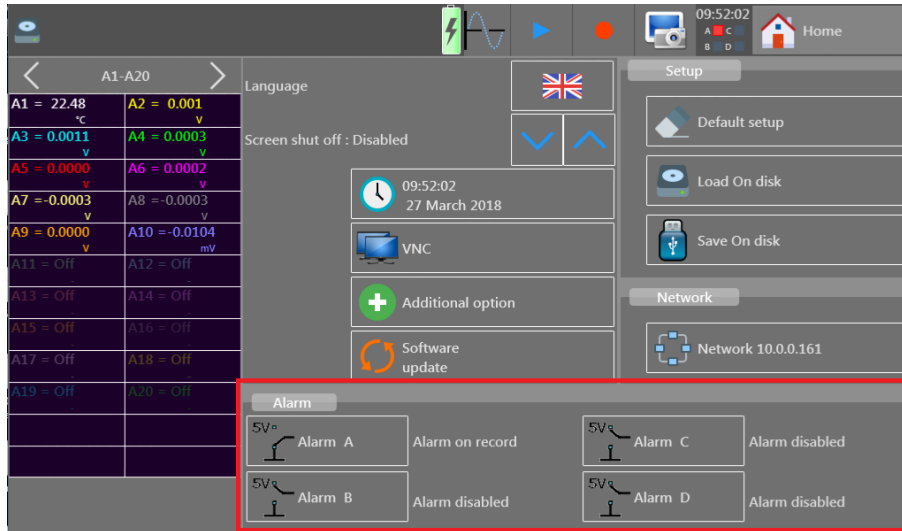 09:52:02
A C
B D
Home
A1-A20
A1 = 22.48
°C
A2 = 0.001
V
A3 = 0.0011
V
A4 = 0.0003
V
A5 = 0.0000
V
A6 = 0.0002
V
A7 =-0.0003
V
A8 =-0.0003
V
A9 = 0.0000
V
A10 =-0.0104
mV
A11 = Off
A12 = Off
A13 = Off
A14 = Off
A15 = Off
A16 = Off
A17 = Off
A18 = Off
A19 = Off
A20 = Off
Language
Screen shut off : Disabled
09:52:02
27 March 2018
VNC
Additional option
Software
update
Setup
Default setup
Load On disk
Save On disk
Network
Network 10.0.0.161
Alarm
5V
Alarm A
Alarm on record
5V
Alarm C
Alarm disabled
5V
Alarm B
Alarm disabled
5V
Alarm D
Alarm disabled